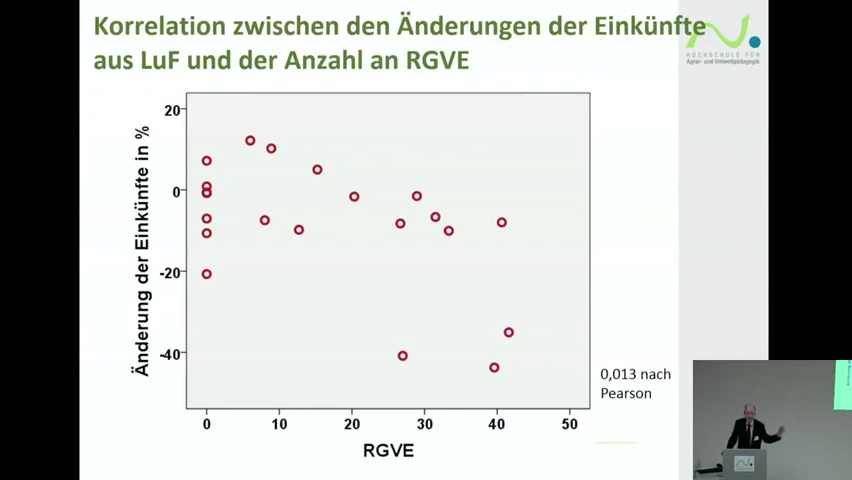 Korrelation zwischen den Änderungen der Einkünfte
aus LuF und der Anzahl an RGVE
HOCHSCHULE FÜR
Agrar- und Umweltpädagogik
Änderung der Einkünfte in %
20
0
-20
-40
0 10 20 30 40 50
RGVE
0,013 nach
Pearson